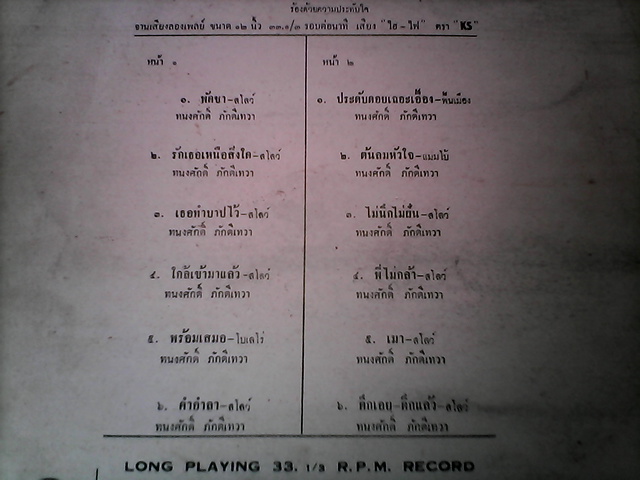 ร้องด้วยความประทับใจ
จานเสียงลองเพลย์ ขนาด ๑๒ นิ้ว ๓๓.๑/๓ รอบต่อนาที เสียง "ไฮ-ไฟ" ตรา "KS"
หน้า ๑
๑. พัดชา-สโลว์
ทนงศักดิ์ ภักดีเทวา
๒. รักเธอเหนือสิ่งใด-สโลว์
ทนงศักดิ์ ภักดีเทวา
๓. เธอทำบาปไว้-สโลว์
ทนงศักดิ์ ภักดีเทวา
๔. ใกล้เข้ามาแล้ว-สโลว์
ทนงศักดิ์ ภักดีเทวา
๕. พร้อมเสมอ-โบเลโร่
ทนงศักดิ์ ภักดีเทวา
๖. คำอำลา-สโลว์
ทนงศักดิ์ ภักดีเทวา
หน้า ๒
๑. ประดับดอยเถอะเอื้อง-พื้นเมือง
ทนงศักดิ์ ภักดีเทวา
๒. ต้นลมหัวใจ-แมมโบ้
ทนงศักดิ์ ภักดีเทวา
๓. ไม่นึกไม่ฝัน-สโลว์
ทนงศักดิ์ ภักดีเทวา
๔. พี่ไม่กล้า-สโลว์
ทนงศักดิ์ ภักดีเทวา
๕. เมา-สโลว์
ทนงศักดิ์ ภักดีเทวา
๖. ดึกแล้ว-สโลว์
ทนงศักดิ์ ภักดีเทวา
LONG PLAYING 33. 1/3 R.P.M. RECORD